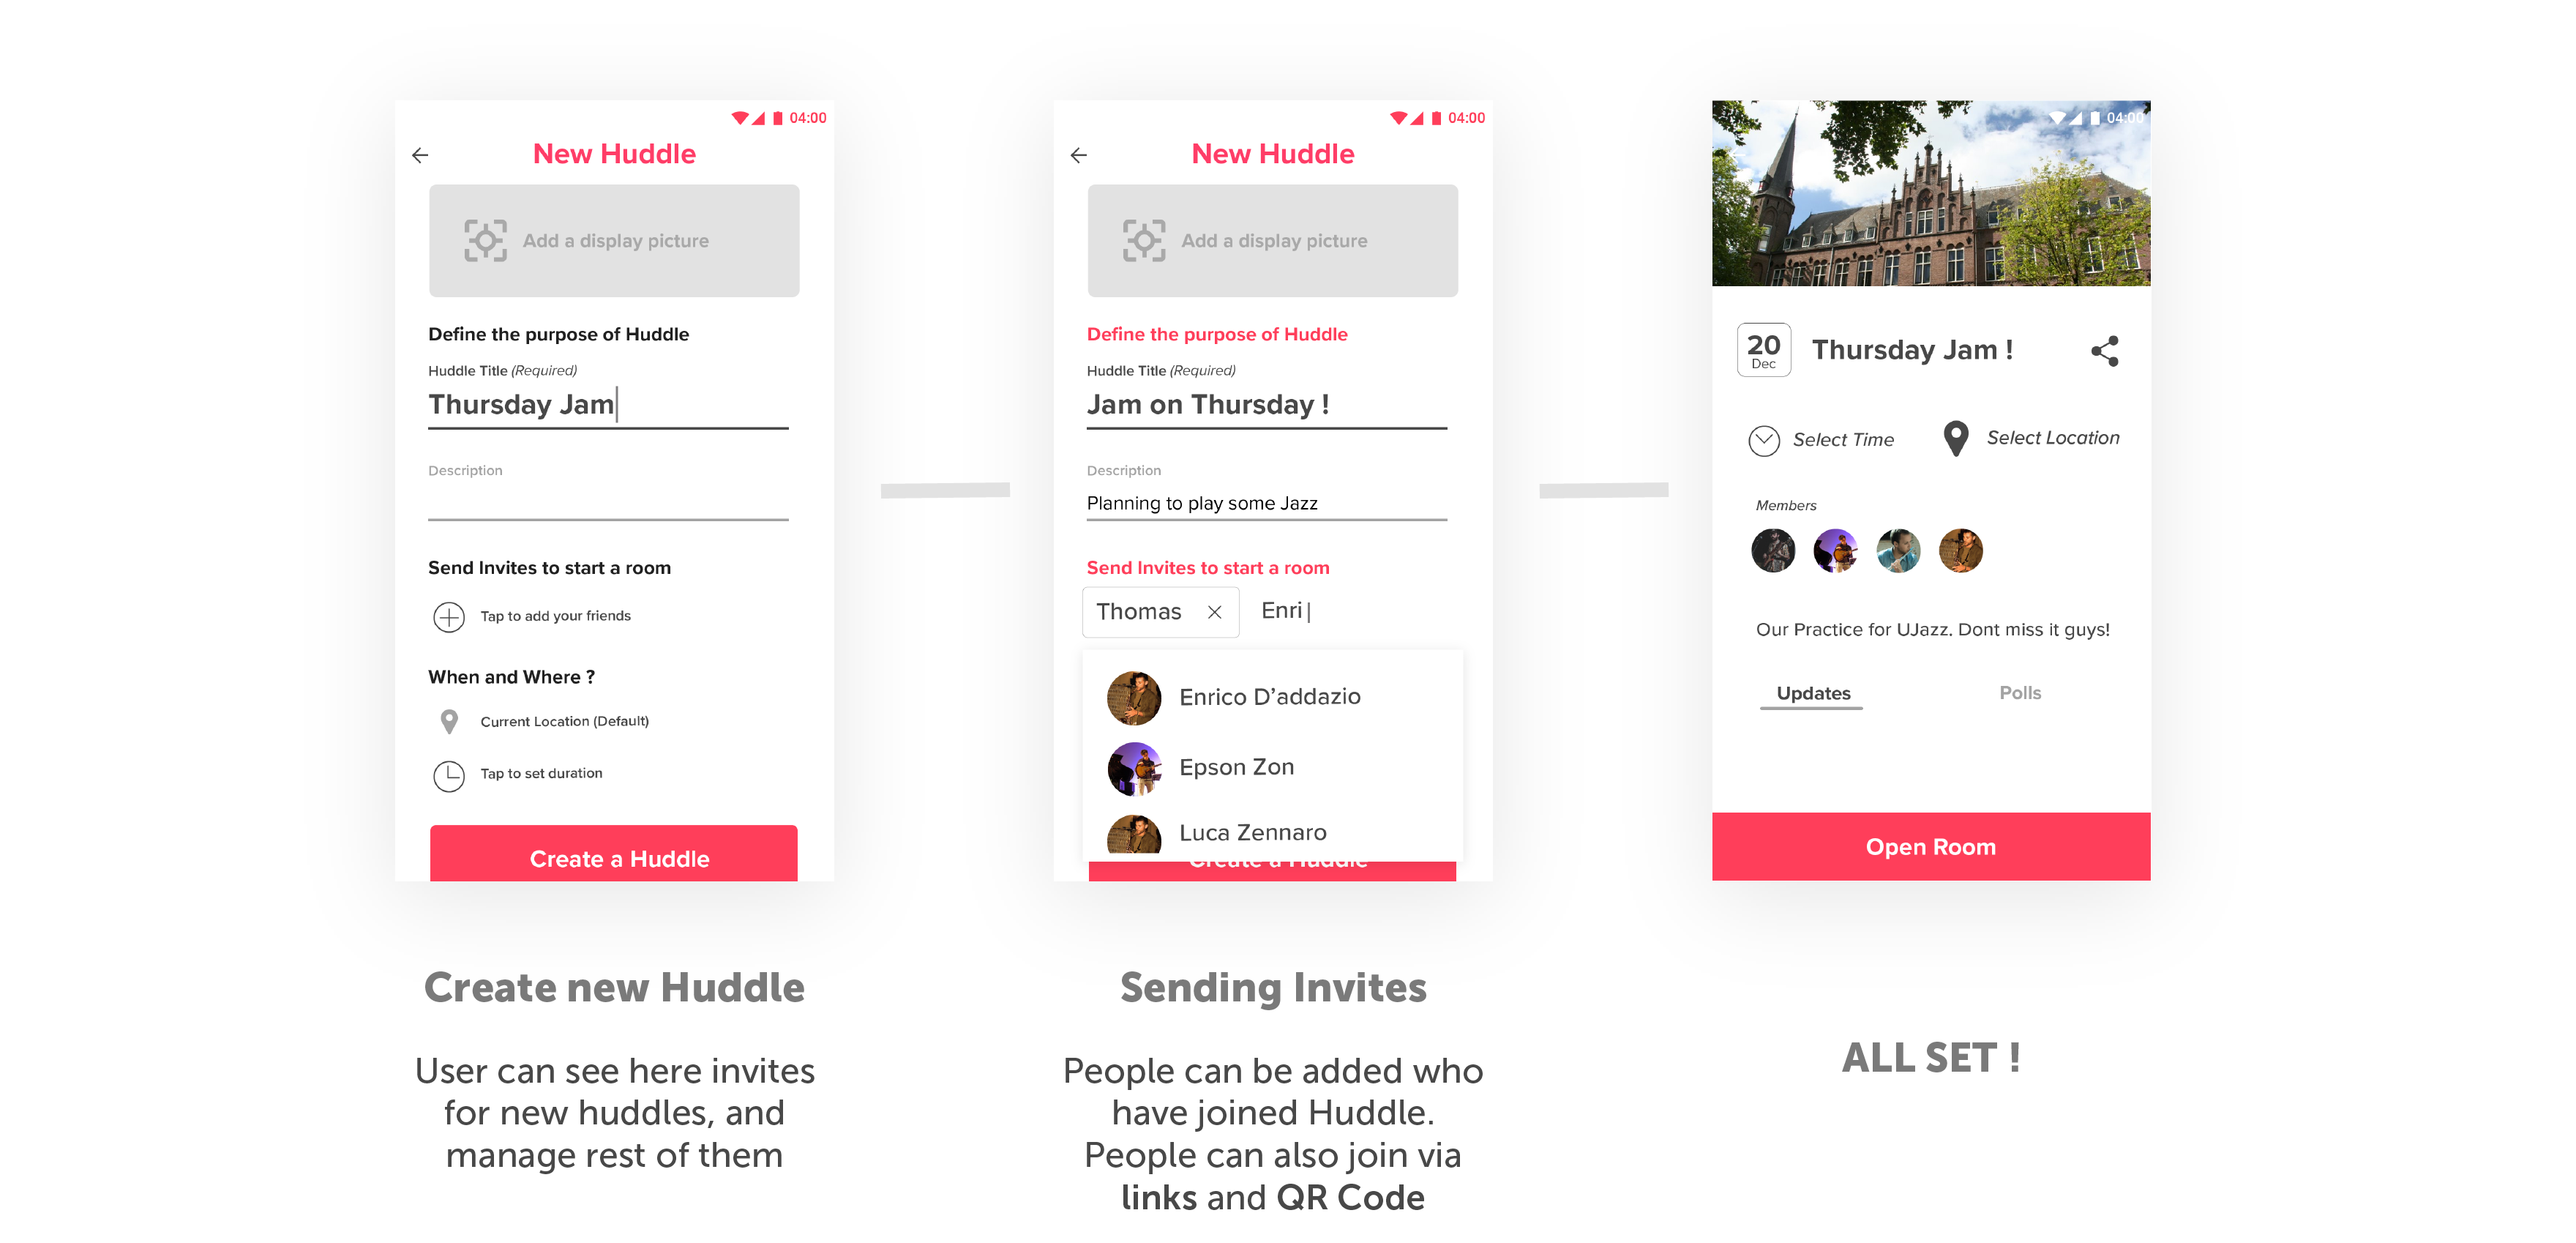 04:00
New Huddle
Add a display picture
Define the purpose of Huddle
Huddle Title (Required)
Thursday Jam
Description
Send Invites to start a room
Tap to add your friends
When and Where ?
Current Location (Default)
Tap to set duration
Create a Huddle
Create new Huddle
User can see here invites
for new huddles, and
manage rest of them
04:00
New Huddle
Add a display picture
Define the purpose of Huddle
Huddle Title (Required)
Jam on Thursday !
Description
Planning to play some Jazz
Send Invites to start a room
Thomas Enri
Enrico D’addazio
Epson Zon
Luca Zennaro
Create a Huddle
Sending Invites
People can be added who
have joined Huddle.
People can also join via
links and QR Code
04:00
20
Dec
Thursday Jam !
Select Time Select Location
Members
Our Practice for UJazz. Dont miss it guys!
Updates Polls
Open Room
ALL SET !